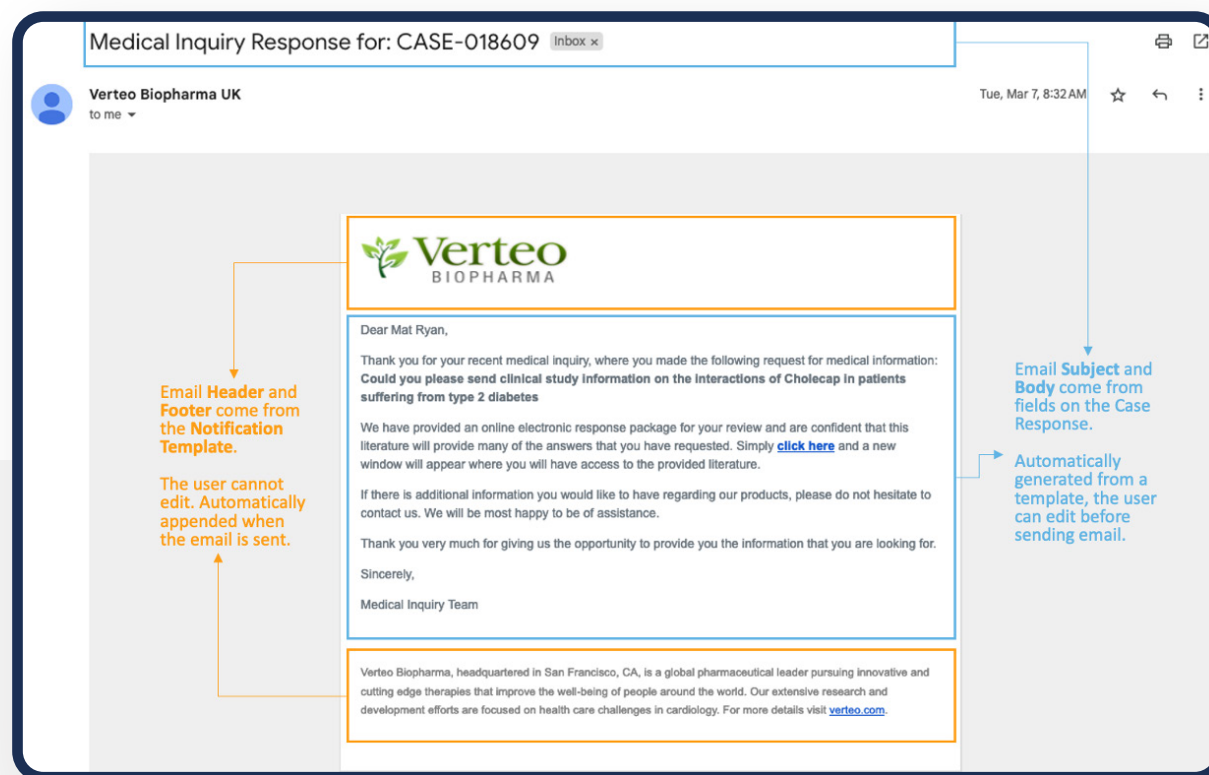 Medical Inquiry Response for: CASE-018609 Inbox ×
Verteo Biopharma UK
to me
Tue, Mar 7, 8:32 AM
Verteo
BIOPHARMA
Dear Mat Ryan,
Thank you for your recent medical inquiry, where you made the following request for medical information:
Could you please send clinical study information on the interactions of Cholecap in patients
suffering from type 2 diabetes
We have provided an online electronic response package for your review and are confident that this
literature will provide many of the answers that you have requested. Simply click here and a new
window will appear where you will have access to the provided literature.
If there is additional information you would like to have regarding our products, please do not hesitate to
contact us. We will be most happy to be of assistance.
Thank you very much for giving us the opportunity to provide you the information that you are looking for.
Sincerely,
Medical Inquiry Team
Verteo Biopharma, headquartered in San Francisco, CA, is a global pharmaceutical leader pursuing innovative and
cutting edge therapies that improve the well-being of people around the world. Our extensive research and
development efforts are focused on health care challenges in cardiology. For more details visit verteo.com.
Email Header and
Footer come from
the Notification
Template.
The user cannot
edit. Automatically
appended when
the email is sent.
Email Subject and
Body come from
fields on the Case
Response.
Automatically
generated from a
template, the user
can edit before
sending email.